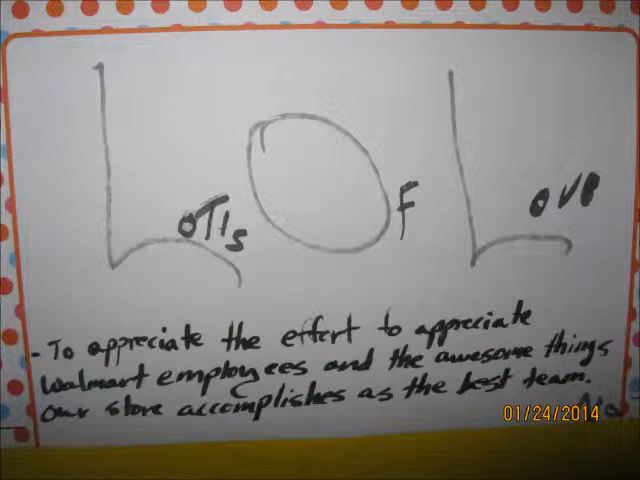 LOTIs OF LOVE
- To appreciate the effort to appreciate
walmart employees and the awesome things
our store accomplishes as the best team.
01/24/2014